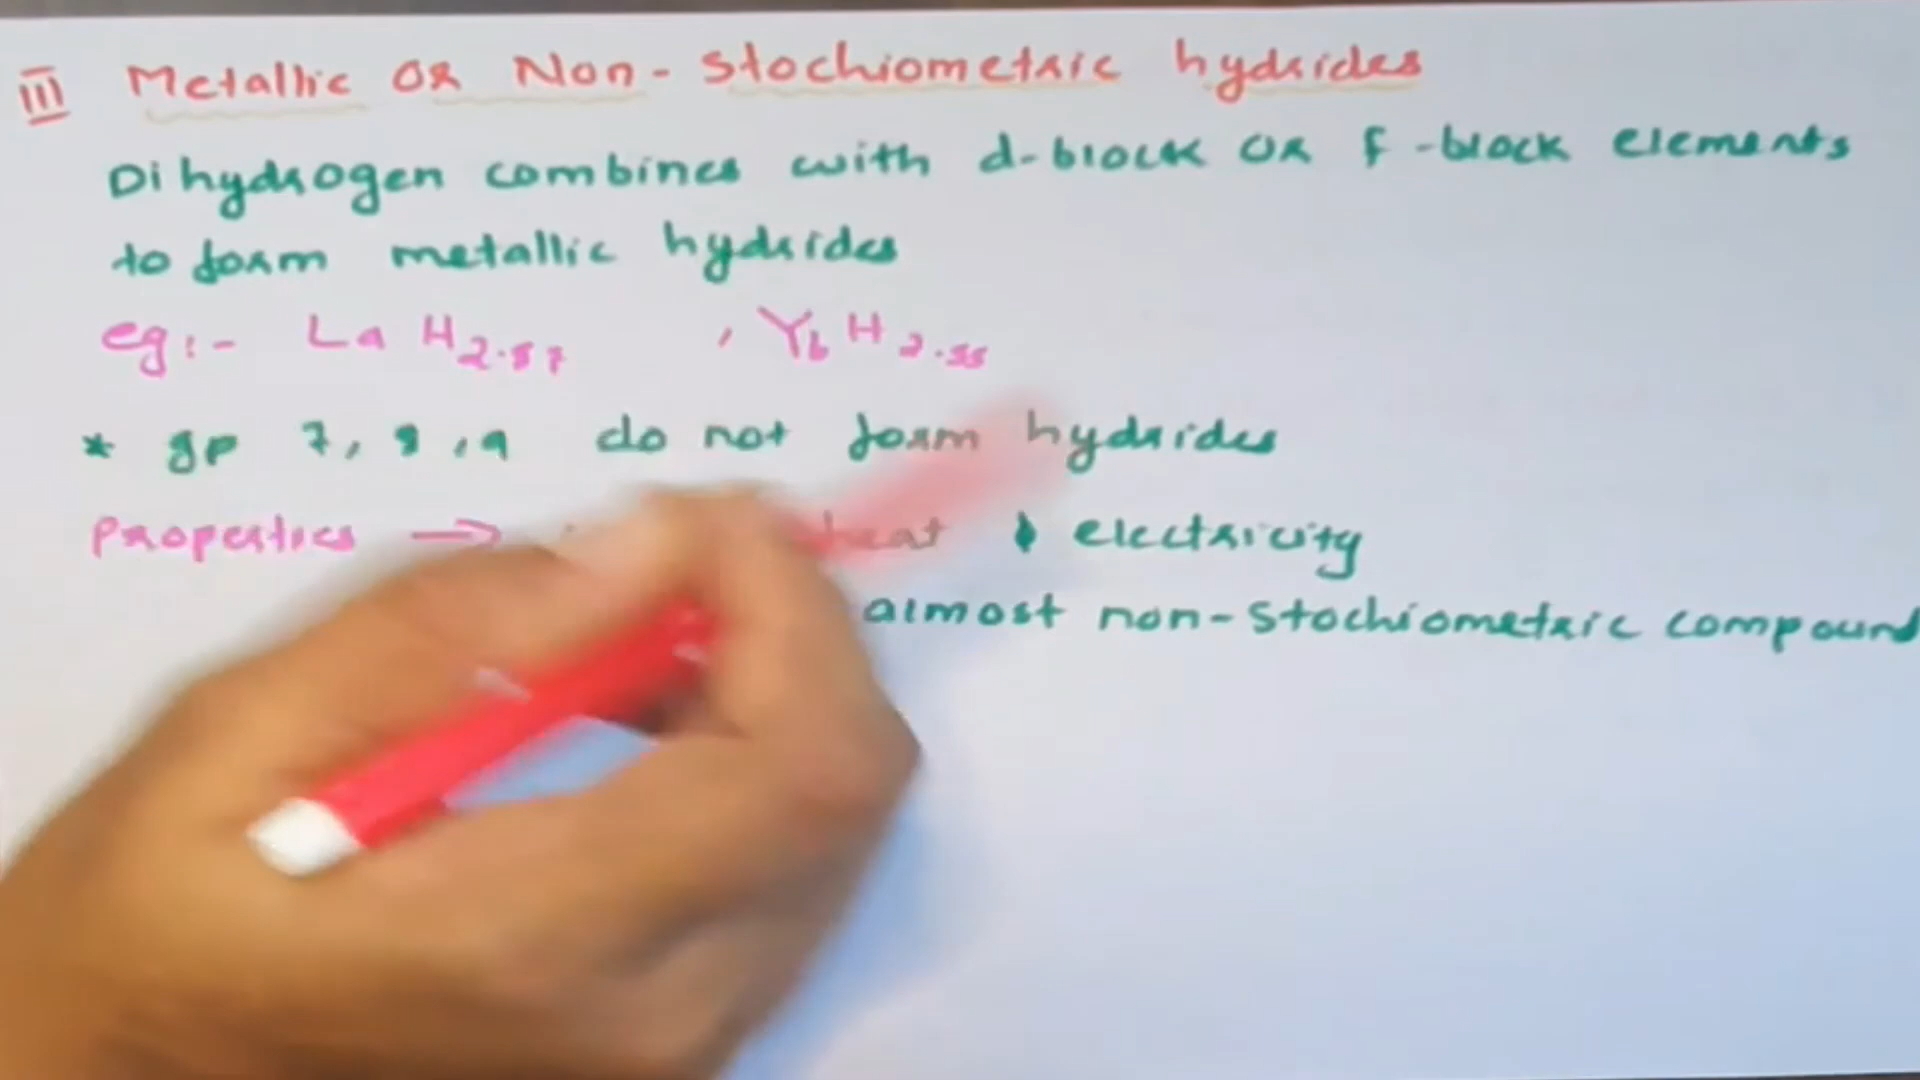 III Metallic or Non-stochiometric hydrides
Dihydrogen combines with d-block or f-block elements
to form metallic hydrides
eg:- LaH2.87 , YbH2.55
* gp 7, 8, 9 do not form hydrides
Properties → heat & electricity
almost non-stochiometric compound